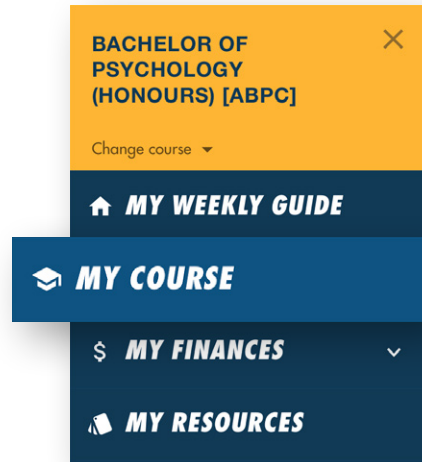 BACHELOR OF
PSYCHOLOGY
(HONOURS) [ABPC]
Change course
MY WEEKLY GUIDE
MY COURSE
$ MY FINANCES
MY RESOURCES